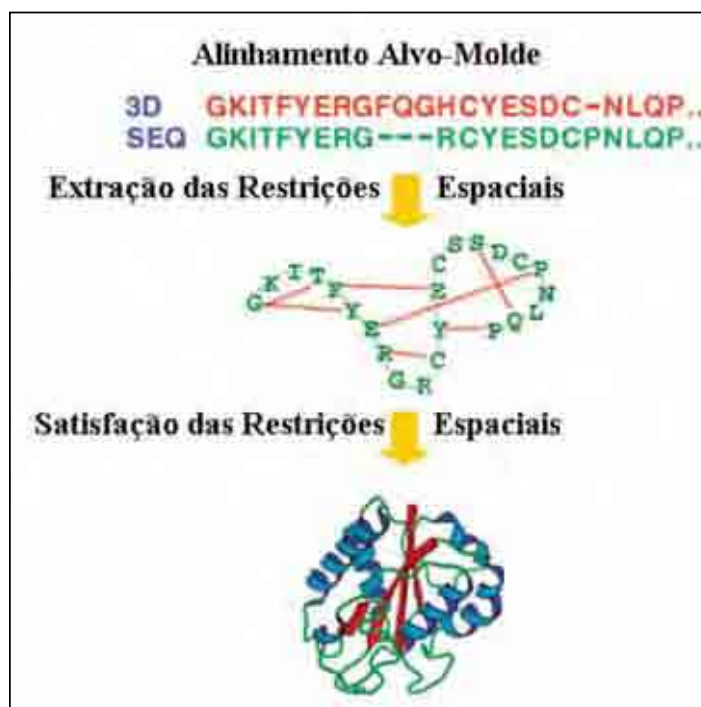 Alinhamento Alvo-Molde
3D GKITFYERGFQGHCYESDC-NLQP..
SEQ GKITFYERG---RCYESDCPNLQP..
Extração das Restrições Espaciais
G K I T F Y E R G R C Y E C S S D C P N L Q P
Satisfação das Restrições Espaciais